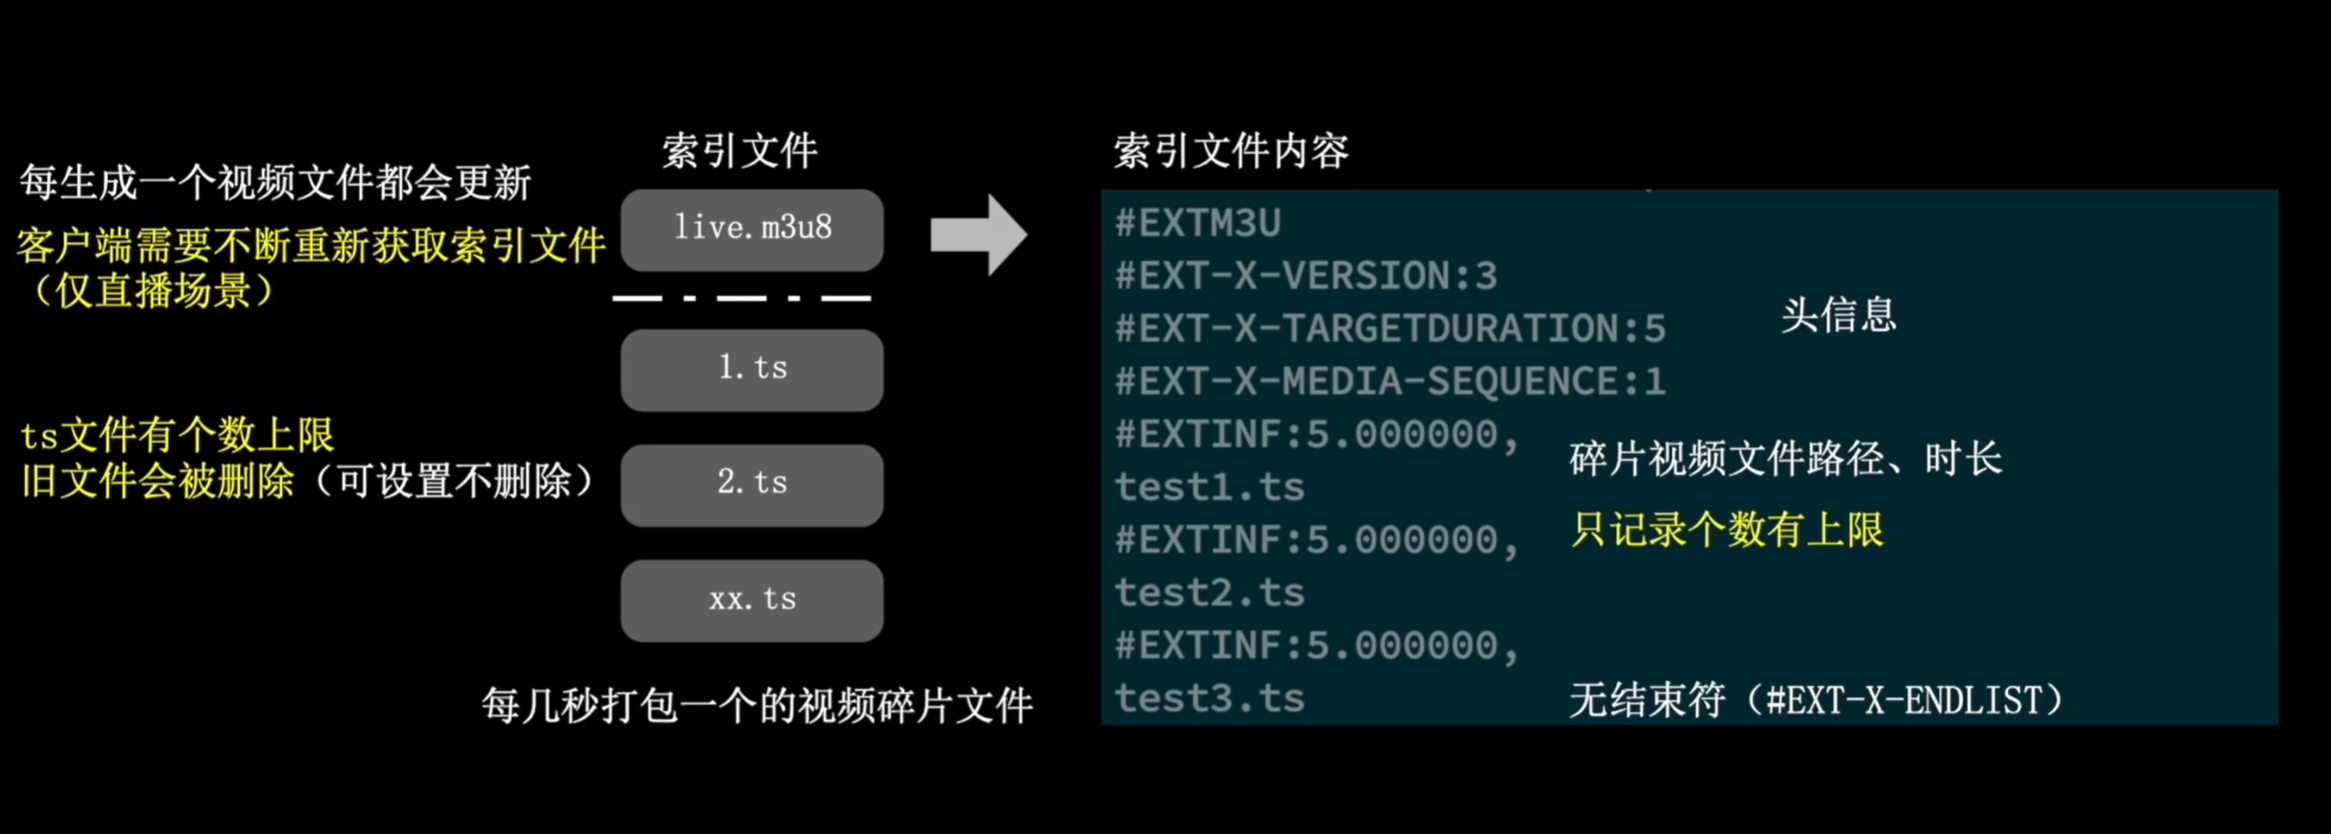 每生成一个视频文件都会更新
客户端需要不断重新获取索引文件
（仅直播场景）
ts文件有个数上限
旧文件会被删除（可设置不删除）
索引文件
live.m3u8
1.ts
2.ts
xx.ts
每几秒打包一个的视频碎片文件
索引文件内容
#EXTM3U
#EXT-X-VERSION:3
#EXT-X-TARGETDURATION:5
#EXT-X-MEDIA-SEQUENCE:1
头信息
#EXTINF:5.000000,
test1.ts
#EXTINF:5.000000,
test2.ts
#EXTINF:5.000000,
test3.ts
碎片视频文件路径、时长
只记录个数有上限
无结束符（#EXT-X-ENDLIST）